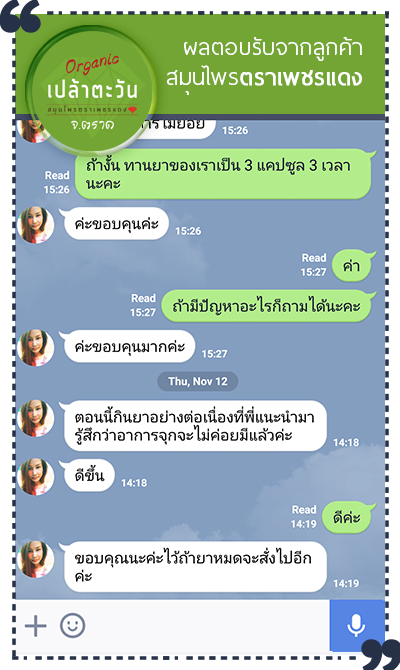 ผลตอบรับจากลูกค้า
สมุนไพรตราเพชรแดง
Organic
เปล้าตะวัน
สมุนไพรตราเพชรแดง
จ.ตราด
15:26
ถ้างั้น ทานยาของเราเป็น 3 แคปซูล 3 เวลา
นะคะ
Read
15:26
ค่ะขอบคุนค่ะ
15:26
Read
15:27
ค่า
Read
15:27
ถ้ามีปัญหาอะไรก็ถามได้นะคะ
ค่ะขอบคุนมากค่ะ
15:27
Thu, Nov 12
ตอนนี้กินยาอย่างต่อเนื่องที่พี่แนะนำมา
รู้สึกว่าอาการจุกจะไม่ค่อยมีแล้วค่ะ
14:18
ดีขึ้น
14:18
Read
14:19
ดีค่ะ
ขอบคุณนะค่ะไว้ถ้ายาหมดจะสั่งไปอีก
ค่ะ
14:19